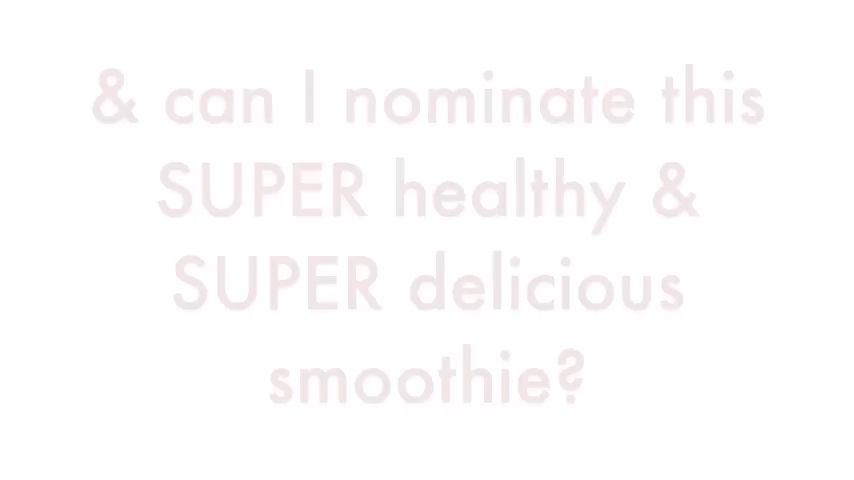 & can I nominate this
SUPER healthy &
SUPER delicious
smoothie?